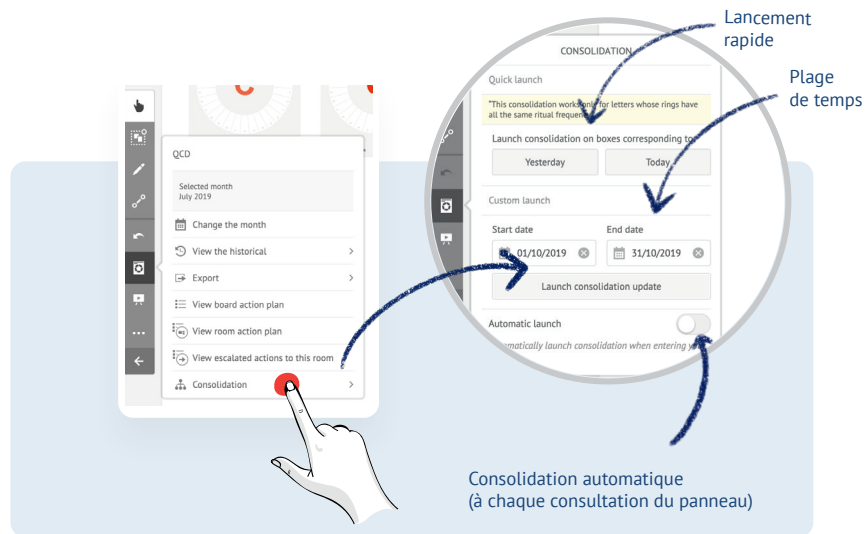 C
QCD
Selected month
July 2019
Change the month
View the historical
Export
View board action plan
View room action plan
View escalated actions to this room
Consolidation
CONSOLIDATION
Quick launch
*This consolidation works only for letters whose rings have
all the same ritual frequency
Launch consolidation on boxes corresponding to
Yesterday
Today
Custom launch
Start date
End date
01/10/2019
31/10/2019
Launch consolidation update
Automatic launch
matically launch consolidation when entering
Lancement
rapide
Plage
de temps
Consolidation automatique
(à chaque consultation du panneau)